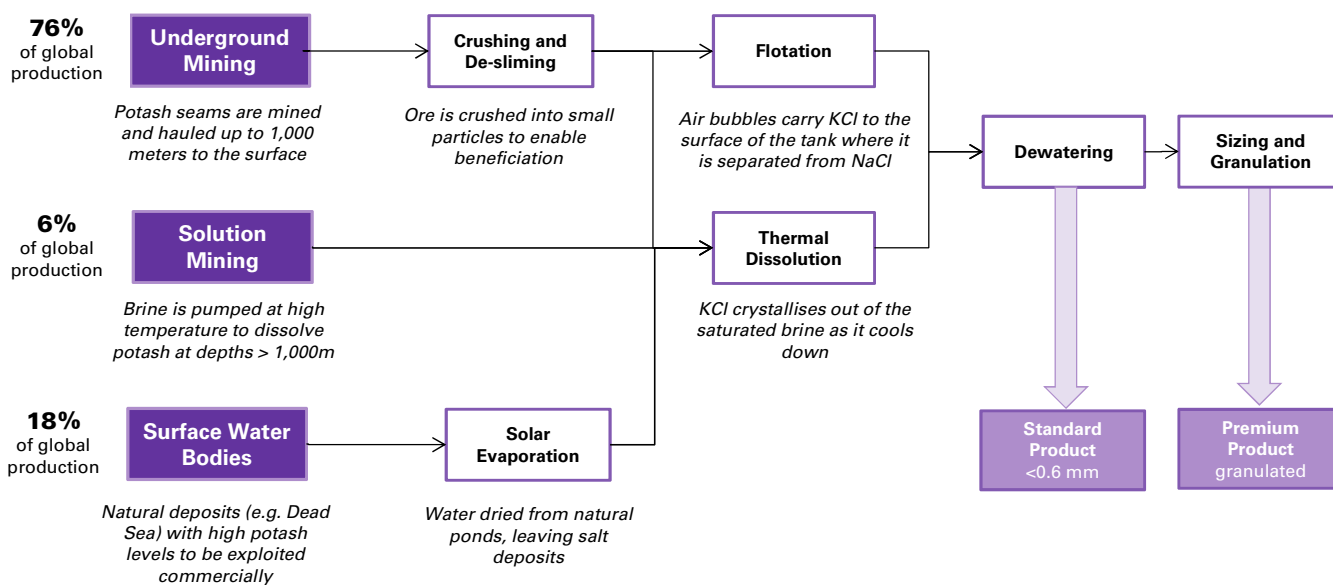 76%
of global
production
Underground
Mining
Potash seams are mined
and hauled up to 1,000
meters to the surface
Crushing and
De-sliming
Ore is crushed into small
particles to enable
beneficiation
Flotation
Air bubbles carry KCl to the
surface of the tank where it
is separated from NaCl
Dewatering
Sizing and
Granulation
6%
of global
production
Solution
Mining
Brine is pumped at high
temperature to dissolve
potash at depths > 1,000m
Thermal
Dissolution
KCl crystallises out of the
saturated brine as it cools
down
18%
of global
production
Surface Water
Bodies
Natural deposits (e.g. Dead
Sea) with high potash
levels to be exploited
commercially
Solar
Evaporation
Water dried from natural
ponds, leaving salt
deposits
Standard
Product
<0.6 mm
Premium
Product
granulated